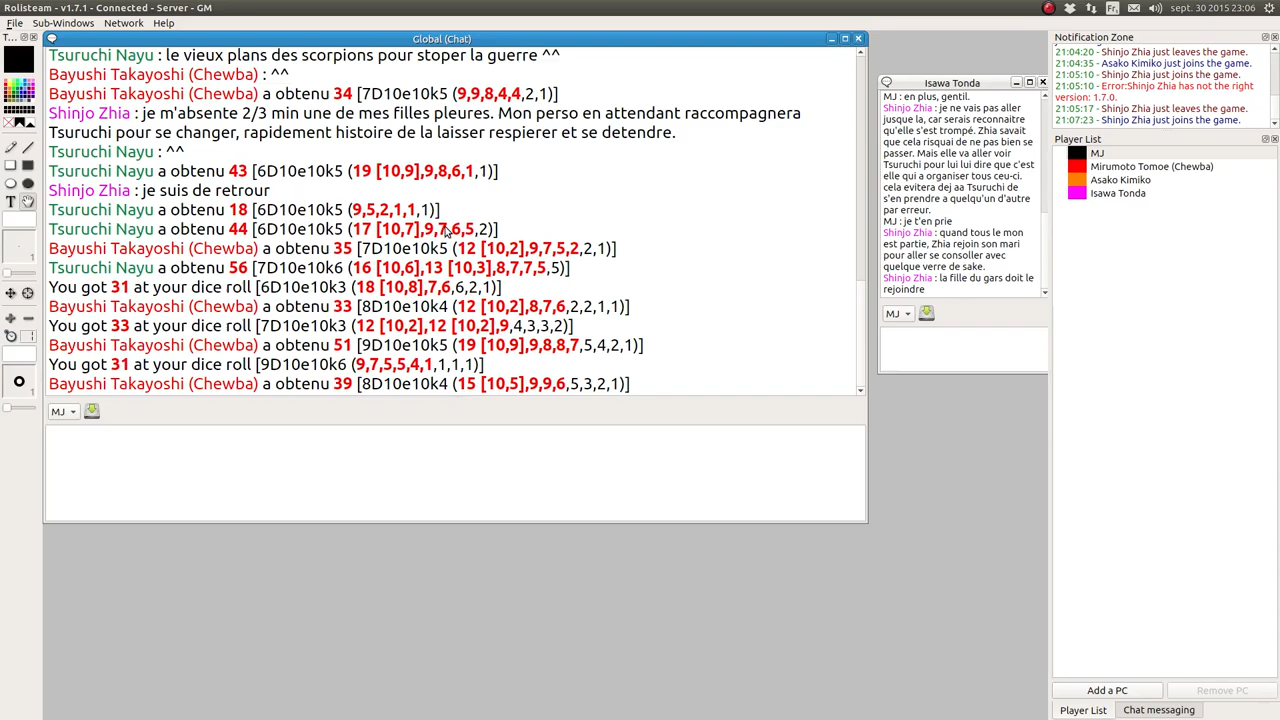 Rolisteam - v1.7.1 - Connected - Server - GM
Fr,
sept. 30 2015 23:06
File Sub-Windows Network Help
T..
Global (Chat)
Tsuruchi Nayu : le vieux plans des scorpions pour stoper la guerre ^^
Bayushi Takayoshi (Chewba) : ^^
Bayushi Takayoshi (Chewba) a obtenu 34 [7D10e10k5 (9,9,8,4,4,2,1)]
Shinjo Zhia : je m'absente 2/3 min une de mes filles pleures. Mon perso en attendant raccompagnera
Tsuruchi pour se changer, rapidement histoire de la laisser respierer et se detendre.
Tsuruchi Nayu : ^^
Tsuruchi Nayu a obtenu 43 [6D10e10k5 (19 [10,9],9,8,6,1,1)]
Shinjo Zhia : je suis de retrour
Tsuruchi Nayu a obtenu 18 [6D10e10k5 (9,5,2,1,1,1)]
Tsuruchi Nayu a obtenu 44 [6D10e10k5 (17 [10,7],9,7,6,5,2)]
Bayushi Takayoshi (Chewba) a obtenu 35 [7D10e10k5 (12 [10,2],9,7,5,2,2,1)]
Tsuruchi Nayu a obtenu 56 [7D10e10k6 (16 [10,6],13 [10,3],8,7,7,5,5)]
You got 31 at your dice roll [6D10e10k3 (18 [10,8],7,6,6,2,1)]
Bayushi Takayoshi (Chewba) a obtenu 33 [8D10e10k4 (12 [10,2],8,7,6,2,2,1,1)]
You got 33 at your dice roll [7D10e10k3 (12 [10,2],12 [10,2],9,4,3,3,2)]
Bayushi Takayoshi (Chewba) a obtenu 51 [9D10e10k5 (19 [10,9],9,8,8,7,5,4,2,1)]
You got 31 at your dice roll [9D10e10k6 (9,7,5,5,4,1,1,1,1)]
Bayushi Takayoshi (Chewba) a obtenu 39 [8D10e10k4 (15 [10,5],9,9,6,5,3,2,1)]
MJ
T
1
1
1
Isawa Tonda
MJ : en plus, gentil.
Shinjo Zhia : je ne vais pas aller
jusque la, car serais reconnaitre
qu'elle s'est trompé. Zhia savait
que cela risquai de ne pas bien se
passer. Mais elle va aller voir
Tsuruchi pour lui lui dire que c'est
elle qui a organiser tous ceu-ci.
cela evitera dej aa Tsuruchi de
s'en prendre a quelqu'un d'autre
par erreur.
MJ : je t'en prie
Shinjo Zhia : quand tous le mon
est partie, Zhia rejoin son mari
pour aller se consoller avec
quelque verre de sake.
Shinjo Zhia : la fille du gars doit le
rejoindre
MJ
Notification Zone
21:04:20 - Shinjo Zhia just leaves the game.
21:04:35 - Asako Kimiko just joins the game.
21:05:10 - Shinjo Zhia just joins the game.
21:05:10 - Error:Shinjo Zhia has not the right
version: 1.7.0.
21:05:17 - Shinjo Zhia just leaves the game.
21:07:23 - Shinjo Zhia just joins the game.
Player List
MJ
Mirumoto Tomoe (Chewba)
Asako Kimiko
Isawa Tonda
Add a PC
Remove PC
Player List
Chat messaging